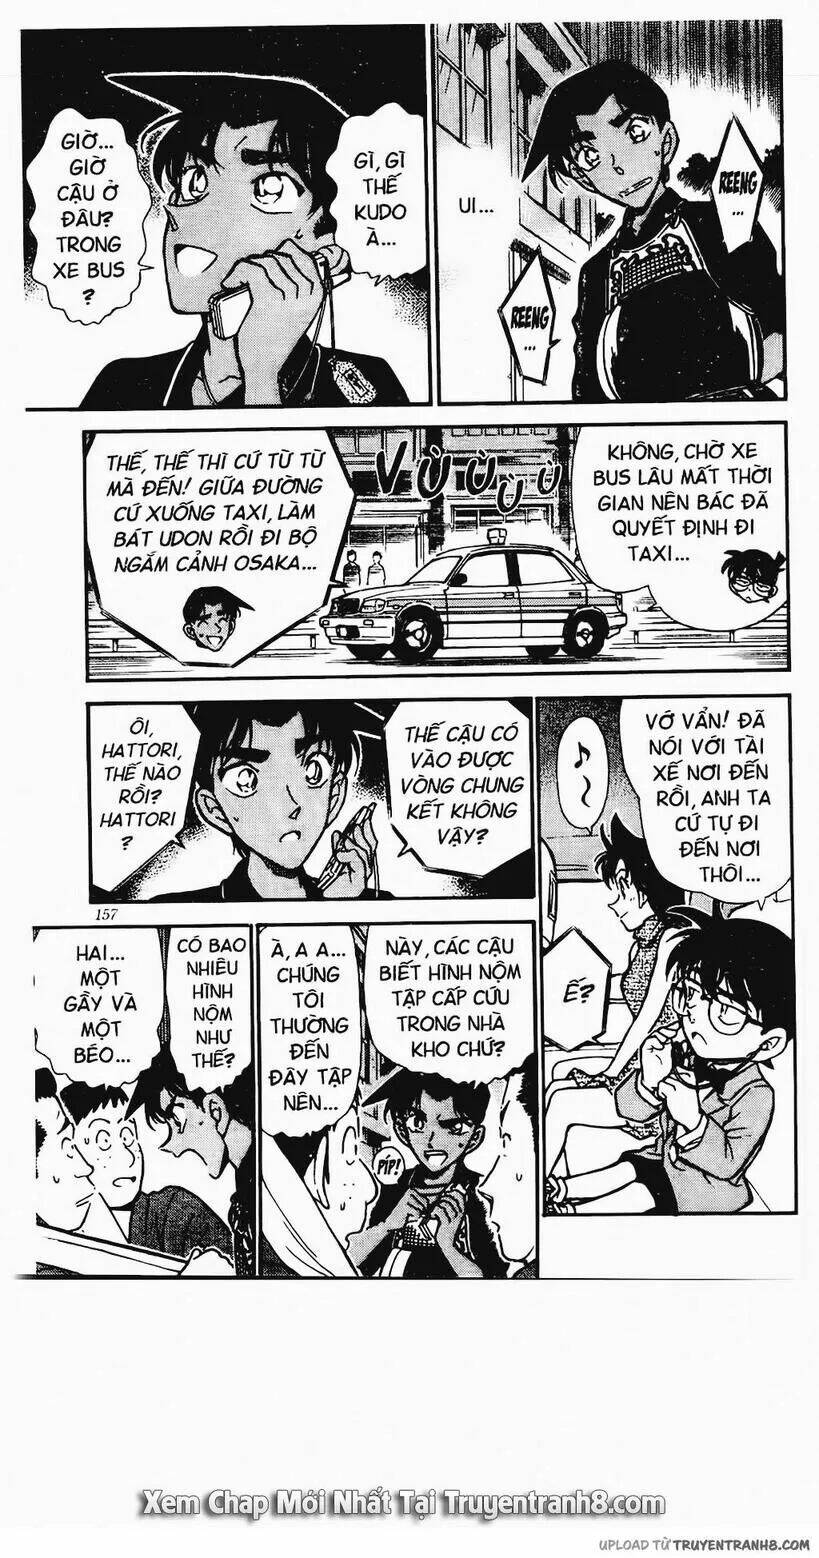 REENG
...
UI...
REENG
...
GÌ, GÌ
THẾ
KUDO
À...
GIỜ...
GIỜ
CẬU Ở
ĐÂU?
TRONG
XE BUS
?
KHÔNG, CHỜ XE
BUS LÂU MẤT THỜI
GIAN NÊN BÁC ĐÃ
QUYẾT ĐỊNH ĐI
TAXI...
VÙÙÙÙ
THẾ, THẾ THÌ CỨ TỪ TỪ
MÀ ĐẾN! GIỮA ĐƯỜNG
CỨ XUỐNG TAXI, LÀM
BÁT UDON RỒI ĐI BỘ
NGẮM CẢNH OSAKA...
VỚ VẨN! ĐÃ
NÓI VỚI TÀI
XẾ NƠI ĐẾN
RỒI, ANH TA
CỨ TỰ ĐI
ĐẾN NƠI
THÔI...
Ế?
THẾ CẬU CÓ
VÀO ĐƯỢC
VÒNG CHUNG
KẾT KHÔNG
VẬY?
ÔI,
HATTORI,
THẾ NÀO
RỒI?
HATTORI
?
157
NÀY, CÁC CẬU
BIẾT HÌNH NỘM
TẬP CẤP CỨU
TRONG NHÀ
KHO CHỨ?
PÍP!
À, A A...
CHÚNG
TÔI
THƯỜNG
ĐẾN
ĐÂY TẬP
NÊN...
CÓ BAO
NHIÊU
HÌNH
NỘM
NHƯ
THẾ?
HAI...
MỘT
GẦY VÀ
MỘT
BÉO...
Xem Chap Mới Nhất Tại Truyentranh8.com
UPLOAD TỪ TRUYENTRANH8.COM